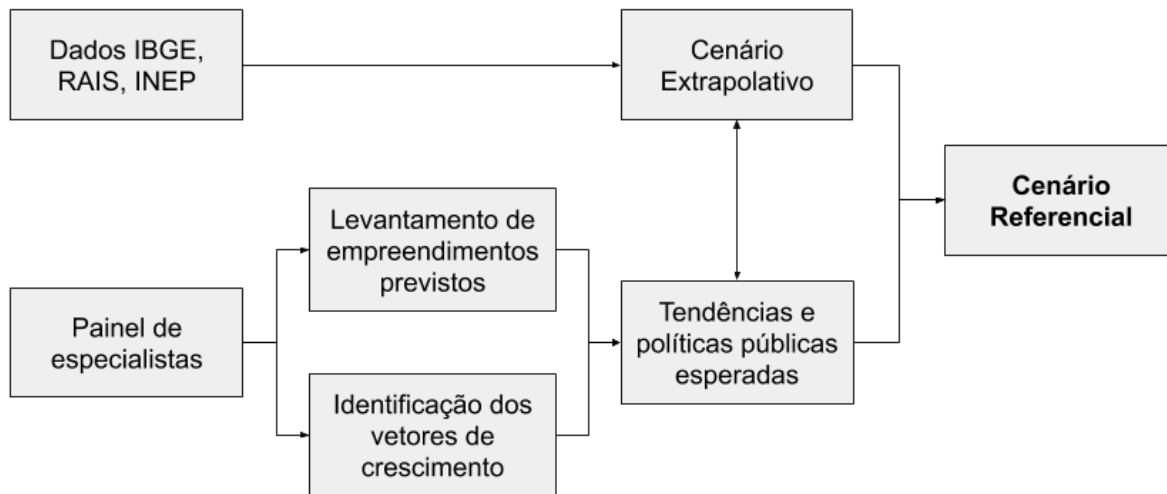 Dados IBGE,
RAIS, INEP
Cenário
Extrapolativo
Cenário
Referencial
Levantamento de
empreendimentos
previstos
Painel de
especialistas
Tendências e
políticas públicas
esperadas
Identificação dos
vetores de
crescimento